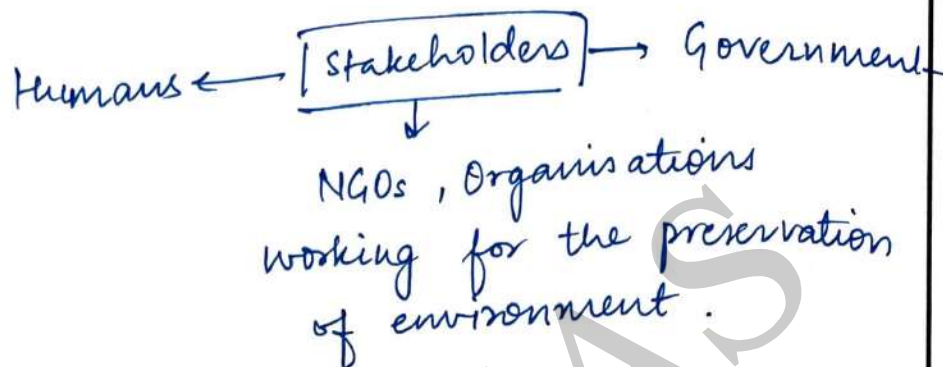 Humans ← Stakeholders → Government
↓
NGOs, Organisations
working for the preservation
of environment.